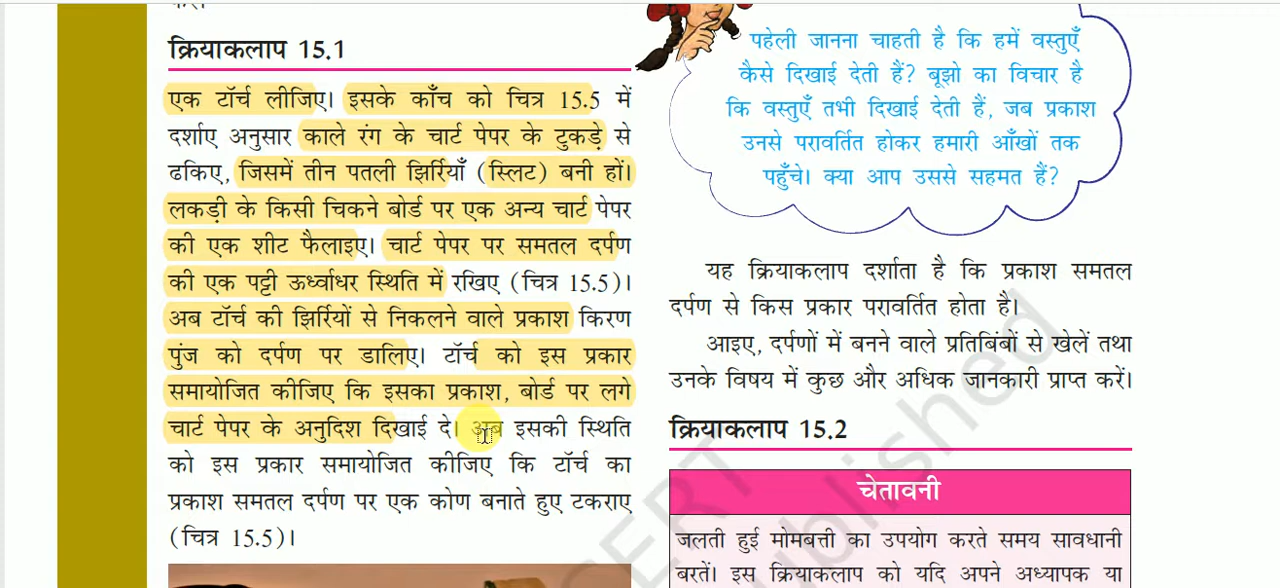 क्रियाकलाप 15.1
एक टॉर्च लीजिए। इसके काँच को चित्र 15.5 में
दर्शाए अनुसार काले रंग के चार्ट पेपर के टुकड़े से
ढकिए, जिसमें तीन पतली झिर्रियाँ (स्लिट) बनी हों।
लकड़ी के किसी चिकने बोर्ड पर एक अन्य चार्ट पेपर
की एक शीट फैलाइए। चार्ट पेपर पर समतल दर्पण
की एक पट्टी ऊर्ध्वाधर स्थिति में रखिए (चित्र 15.5)।
अब टॉर्च की झिर्रियों से निकलने वाले प्रकाश किरण
पुंज को दर्पण पर डालिए। टॉर्च को इस प्रकार
समायोजित कीजिए कि इसका प्रकाश, बोर्ड पर लगे
चार्ट पेपर के अनुदिश दिखाई दे। अब इसकी स्थिति
को इस प्रकार समायोजित कीजिए कि टॉर्च का
प्रकाश समतल दर्पण पर एक कोण बनाते हुए टकराए
(चित्र 15.5)।
पहेली जानना चाहती है कि हमें वस्तुएँ
कैसे दिखाई देती हैं? बूझो का विचार है
कि वस्तुएँ तभी दिखाई देती हैं, जब प्रकाश
उनसे परावर्तित होकर हमारी आँखों तक
पहुँचे। क्या आप उससे सहमत हैं?
यह क्रियाकलाप दर्शाता है कि प्रकाश समतल
दर्पण से किस प्रकार परावर्तित होता है।
आइए, दर्पणों में बनने वाले प्रतिबिंबों से खेलें तथा
उनके विषय में कुछ और अधिक जानकारी प्राप्त करें।
क्रियाकलाप 15.2
चेतावनी
जलती हुई मोमबत्ती का उपयोग करते समय सावधानी
बरतें। इस क्रियाकलाप को यदि अपने अध्यापक या